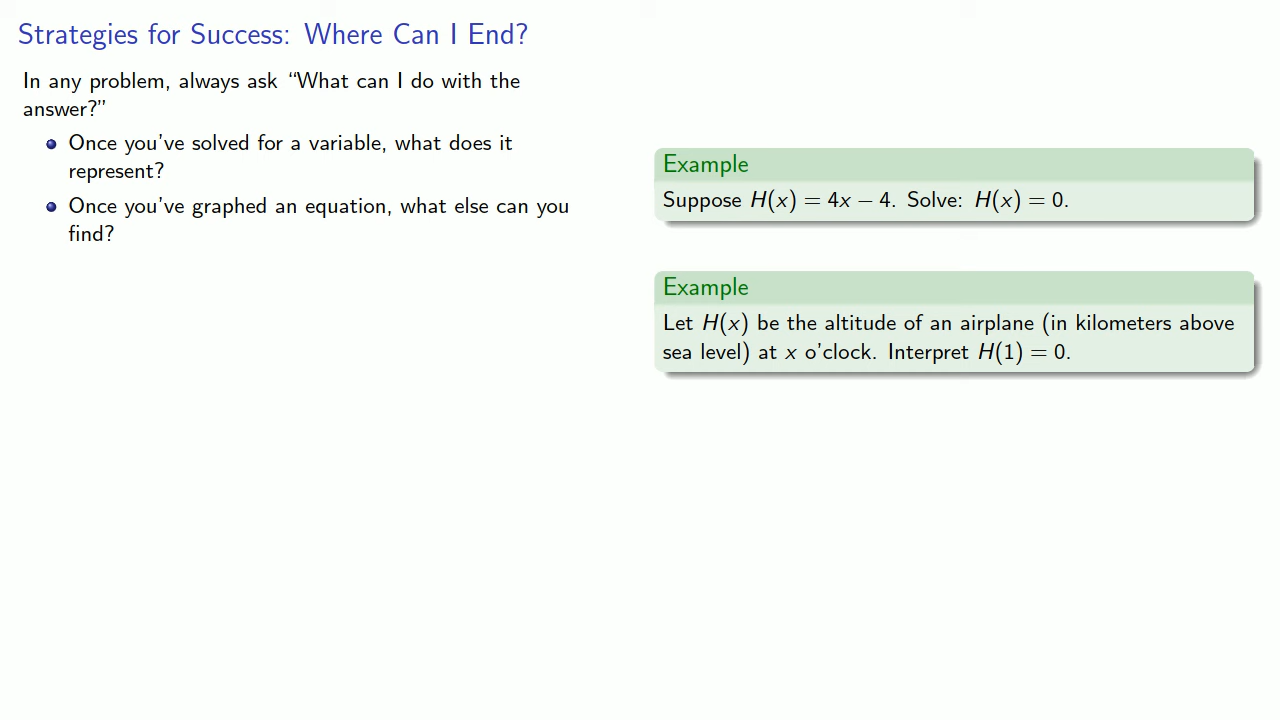 Strategies for Success: Where Can I End?
In any problem, always ask “What can I do with the
answer?”
Once you’ve solved for a variable, what does it
represent?
Once you’ve graphed an equation, what else can you
find?
Example
Suppose H(x) = 4x − 4. Solve: H(x) = 0.
Example
Let H(x) be the altitude of an airplane (in kilometers above
sea level) at x o’clock. Interpret H(1) = 0.